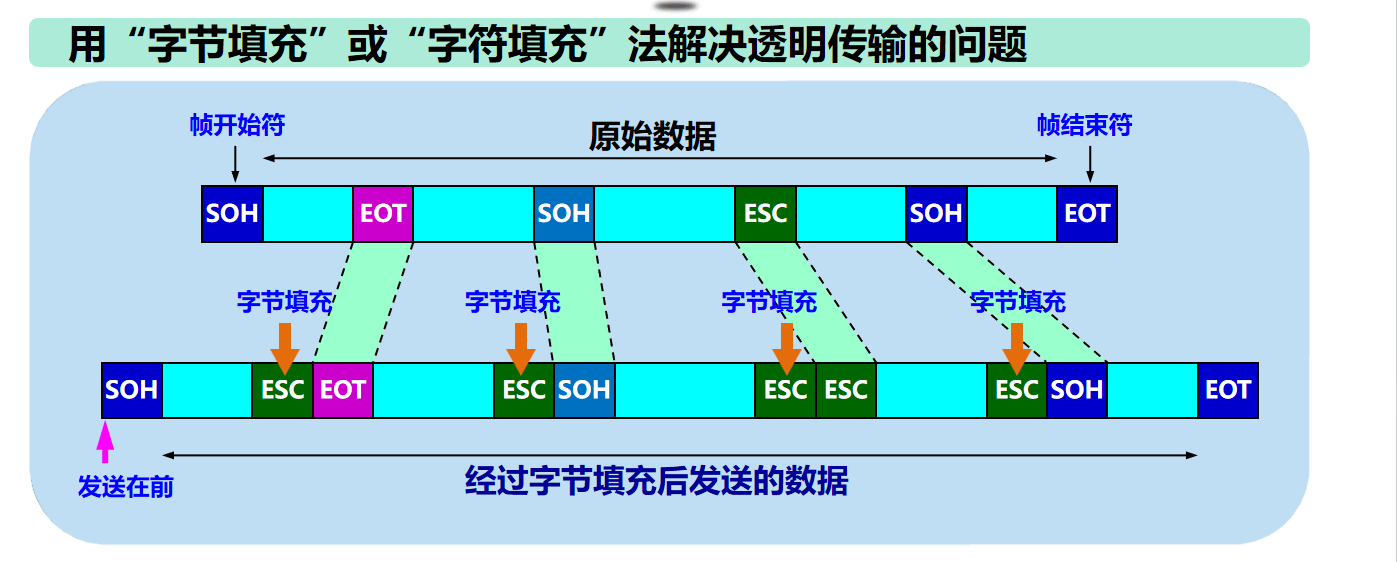 用“字节填充”或“字符填充”法解决透明传输的问题
帧开始符
原始数据
帧结束符
SOH EOT SOH ESC SOH EOT
字节填充 字节填充 字节填充 字节填充
SOH ESC EOT ESC SOH ESC ESC ESC SOH EOT
发送在前
经过字节填充后发送的数据